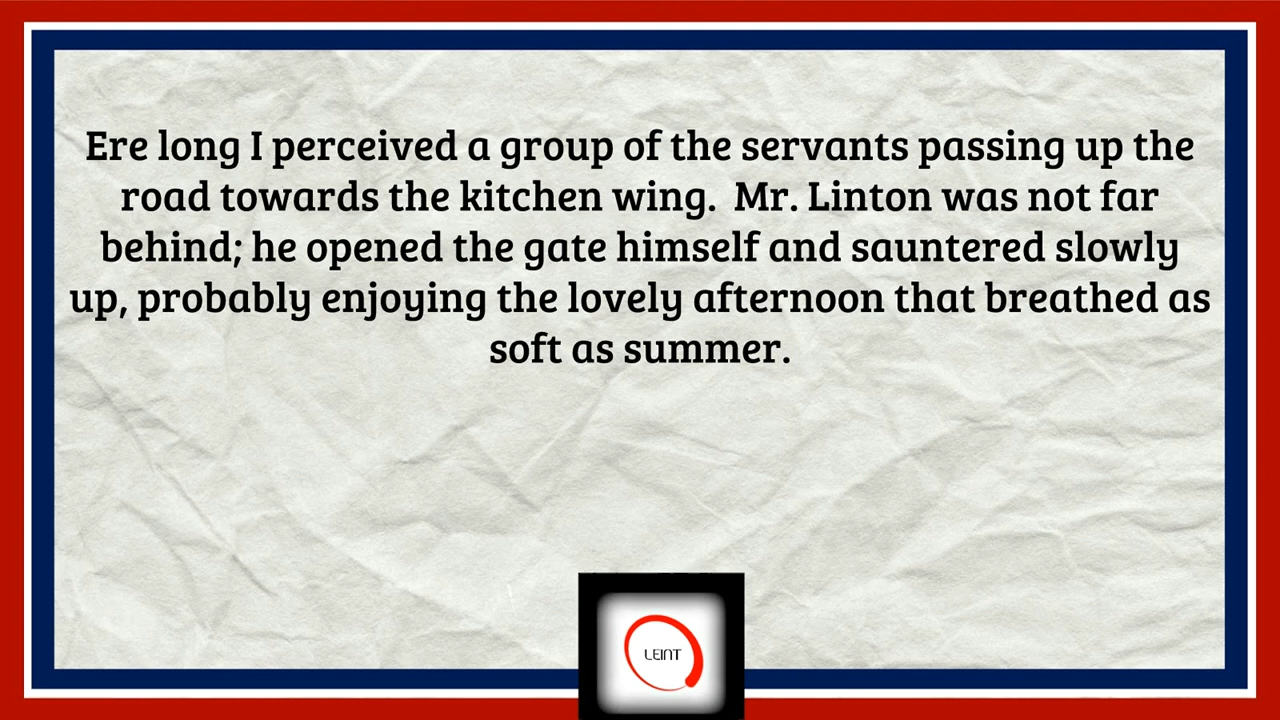 Ere long I perceived a group of the servants passing up the
road towards the kitchen wing.  Mr. Linton was not far
behind; he opened the gate himself and sauntered slowly
up, probably enjoying the lovely afternoon that breathed as
soft as summer.
LEINT